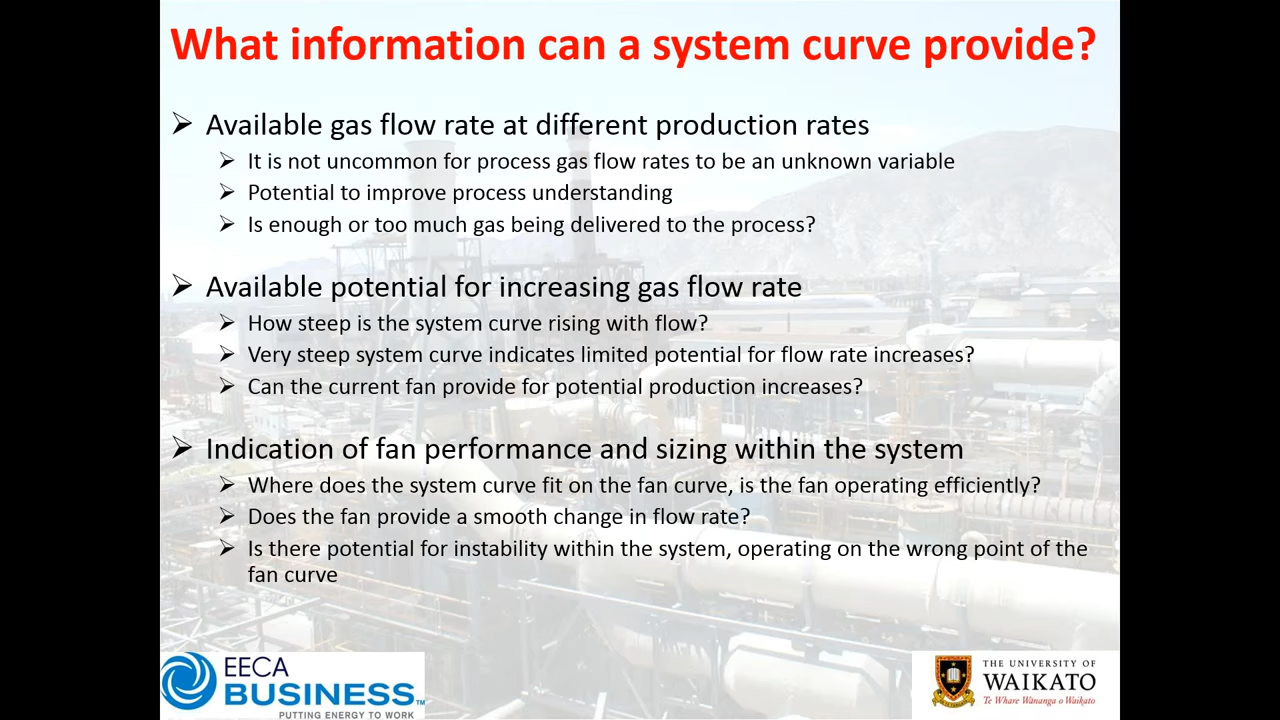 What information can a system curve provide?
Available gas flow rate at different production rates
It is not uncommon for process gas flow rates to be an unknown variable
Potential to improve process understanding
Is enough or too much gas being delivered to the process?
Available potential for increasing gas flow rate
How steep is the system curve rising with flow?
Very steep system curve indicates limited potential for flow rate increases?
Can the current fan provide for potential production increases?
Indication of fan performance and sizing within the system
Where does the system curve fit on the fan curve, is the fan operating efficiently?
Does the fan provide a smooth change in flow rate?
Is there potential for instability within the system, operating on the wrong point of the
fan curve
EECA
BUSINESS™
PUTTING ENERGY TO WORK
THE UNIVERSITY OF
WAIKATO
Te Whare Wānanga o Waikato